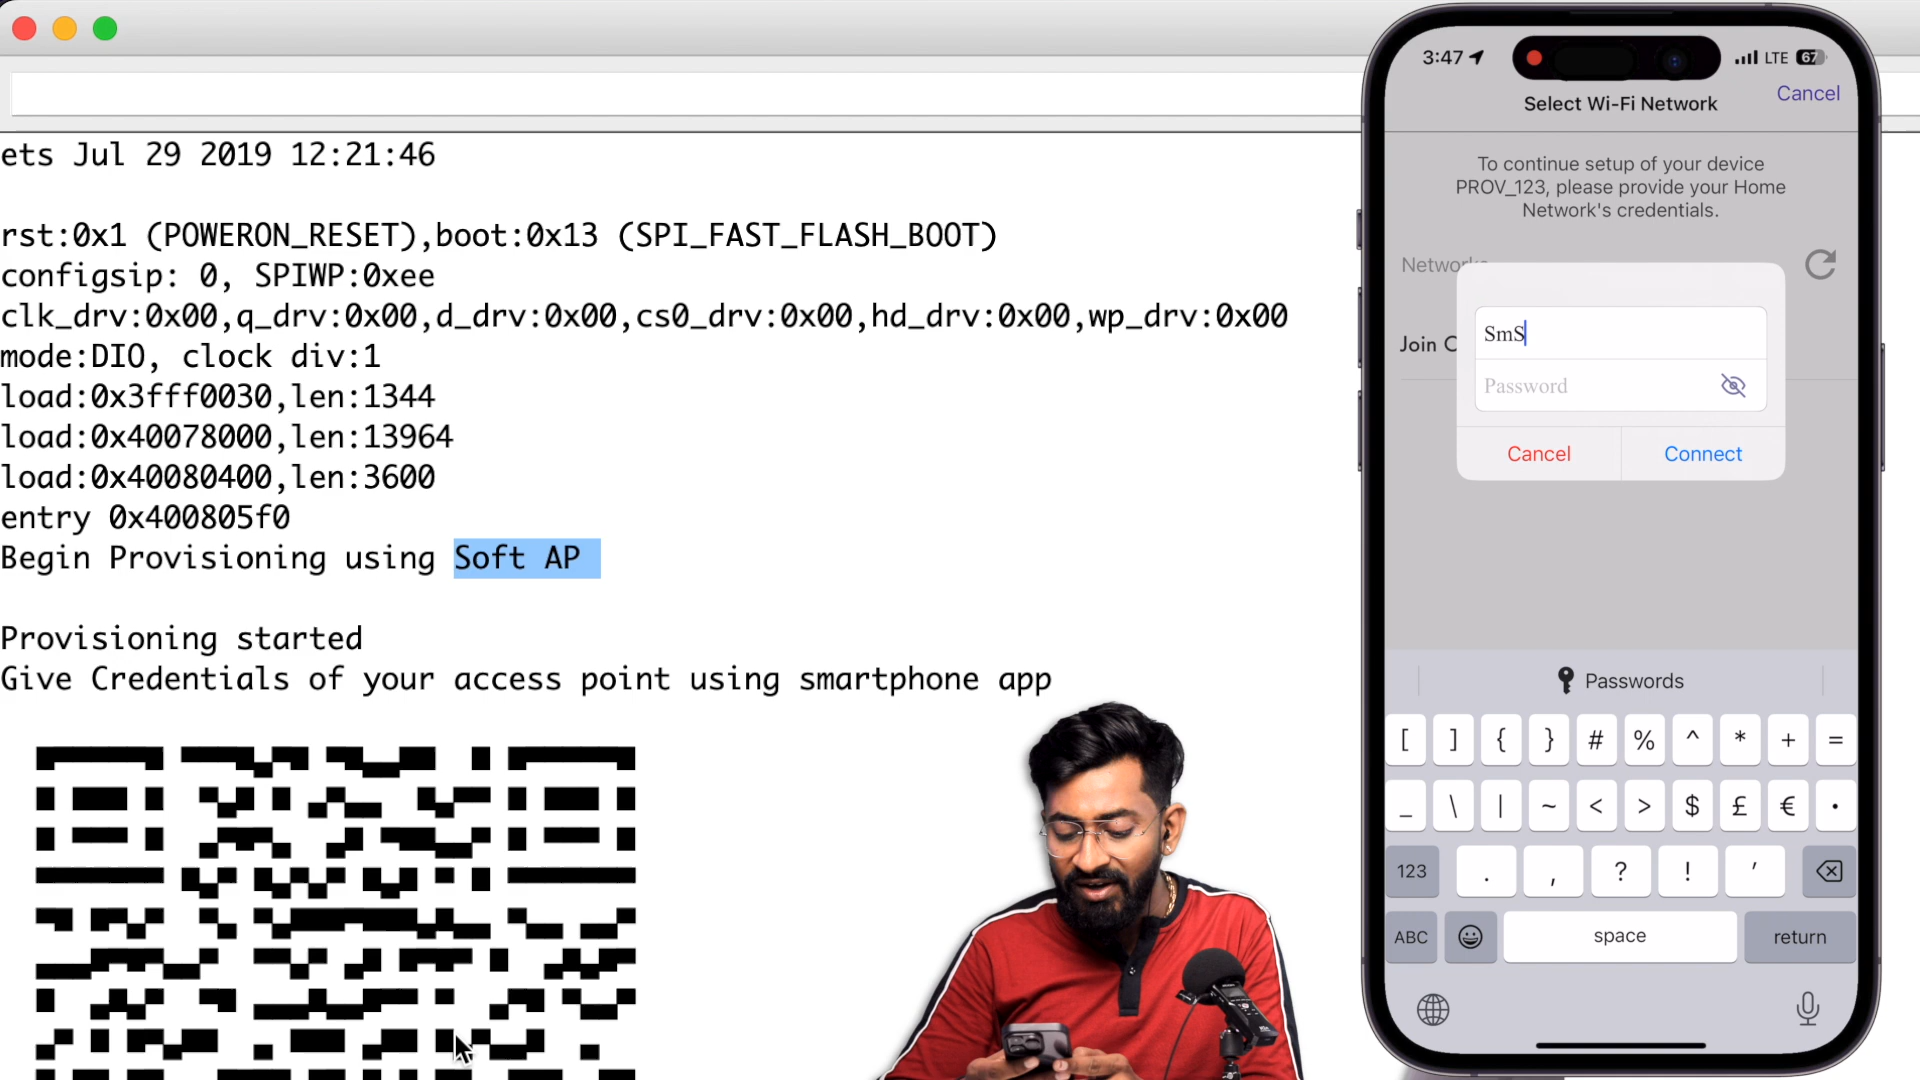 ets Jul 29 2019 12:21:46
rst:0x1 (POWERON_RESET),boot:0x13 (SPI_FAST_FLASH_BOOT)
configsip: 0, SPIWP:0xee
clk_drv:0x00,q_drv:0x00,d_drv:0x00,cs0_drv:0x00,hd_drv:0x00,wp_drv:0x00
mode:DIO, clock div:1
load:0x3fff0030,len:1344
load:0x40078000,len:13964
load:0x40080400,len:3600
entry 0x400805f0
Begin Provisioning using Soft AP
Provisioning started
Give Credentials of your access point using smartphone app
3:47 LTE 67
Select Wi-Fi Network Cancel
To continue setup of your device
PROV_123, please provide your Home
Network's credentials.
Networks
Join
SmS
Password
Cancel Connect
Passwords
[ ] { } # % ^ * + =
_ \ | ~ < > $ £ € •
123 . , ? ! '
ABC space return